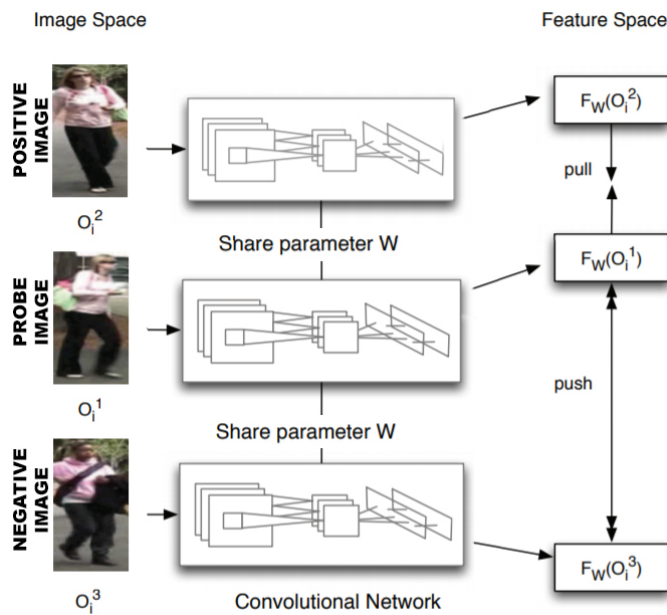 Image Space
Feature Space
POSITIVE
IMAGE
O_i^2
F_W(O_i^2)
pull
Share parameter W
PROBE
IMAGE
O_i^1
F_W(O_i^1)
push
Share parameter W
NEGATIVE
IMAGE
O_i^3
F_W(O_i^3)
Convolutional Network